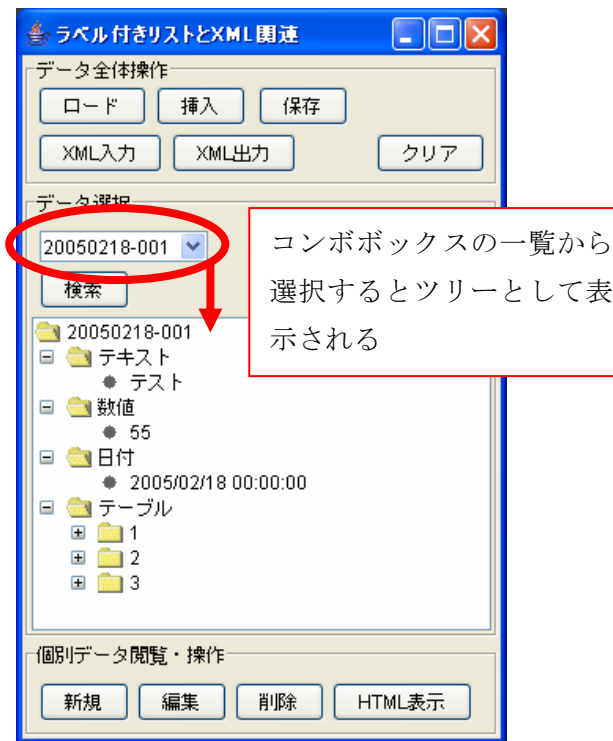 ラベル付きリストとXML関連
データ全体操作
ロード 挿入 保存
XML入力 XML出力 クリア
データ選択
20050218-001
検索
コンボボックスの一覧から
選択するとツリーとして表
示される
20050218-001
テキスト
テスト
数値
55
日付
2005/02/18 00:00:00
テーブル
1
2
3
個別データ閲覧・操作
新規 編集 削除 HTML表示